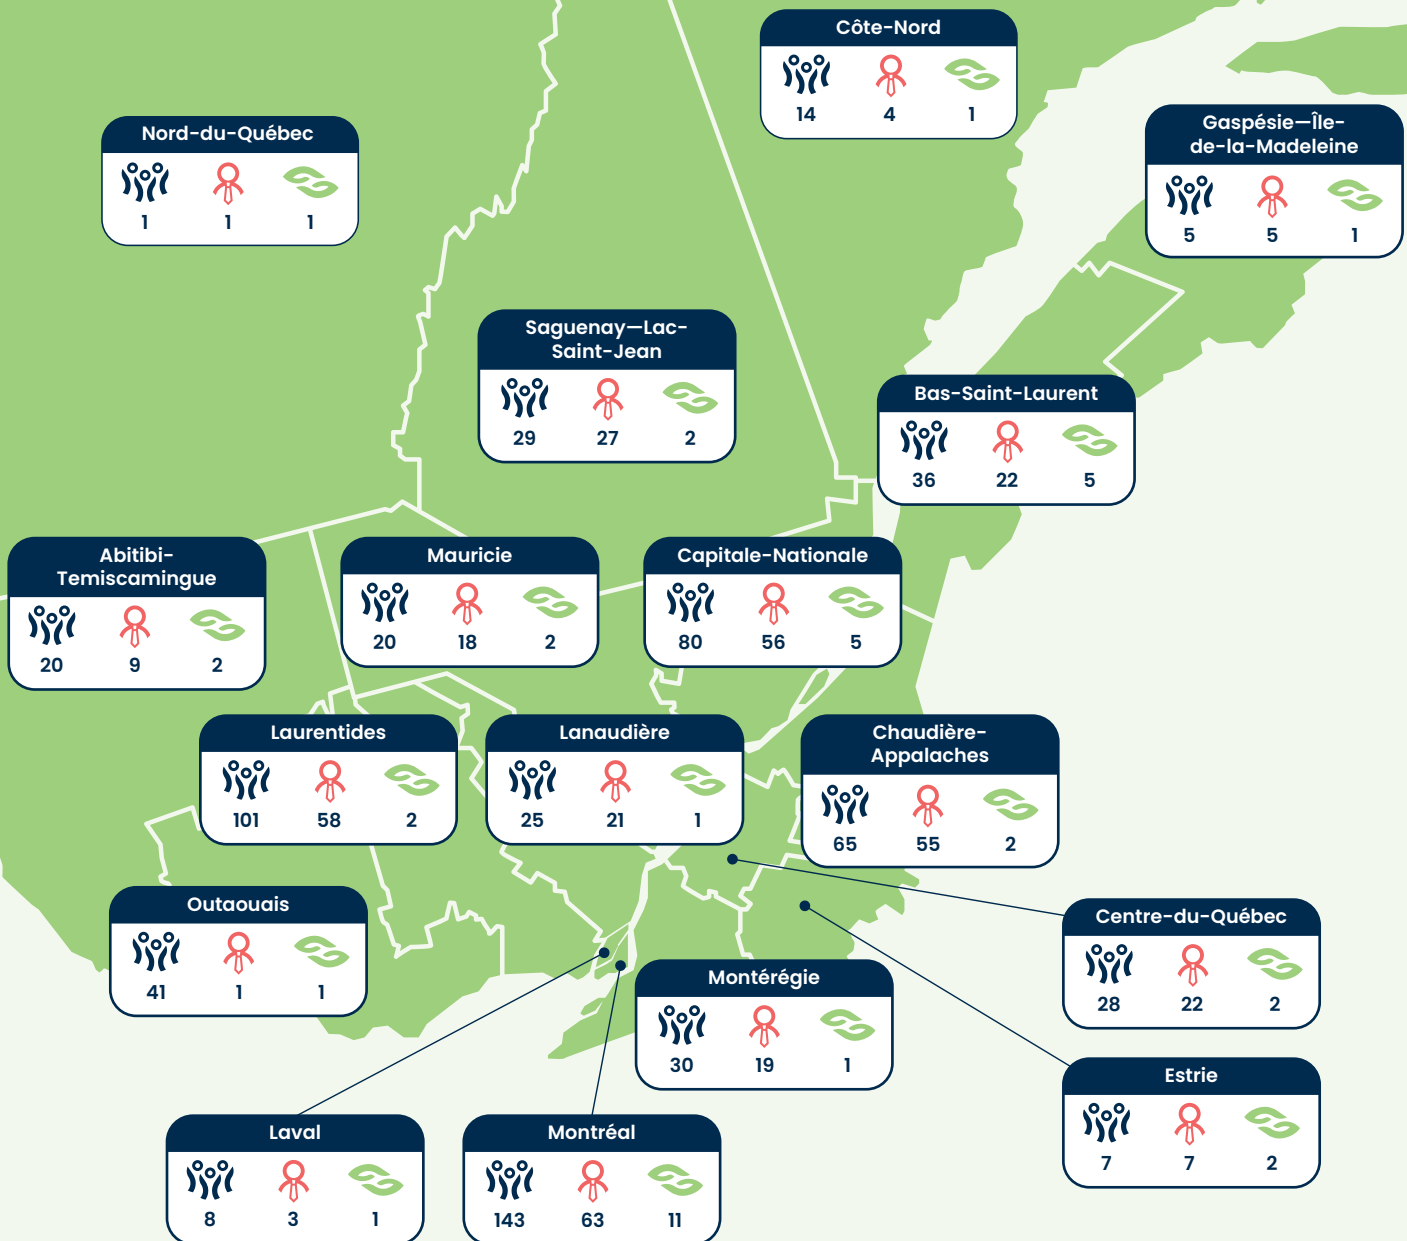 Côte-Nord
14 4 1
Nord-du-Québec
1 1 1
Gaspésie—Île-
de-la-Madeleine
5 5 1
Saguenay—Lac-
Saint-Jean
29 27 2
Bas-Saint-Laurent
36 22 5
Abitibi-
Temiscamingue
20 9 2
Mauricie
20 18 2
Capitale-Nationale
80 56 5
Laurentides
101 58 2
Lanaudière
25 21 1
Chaudière-
Appalaches
65 55 2
Outaouais
41 1 1
Centre-du-Québec
28 22 2
Montérégie
30 19 1
Estrie
7 7 2
Laval
8 3 1
Montréal
143 63 11